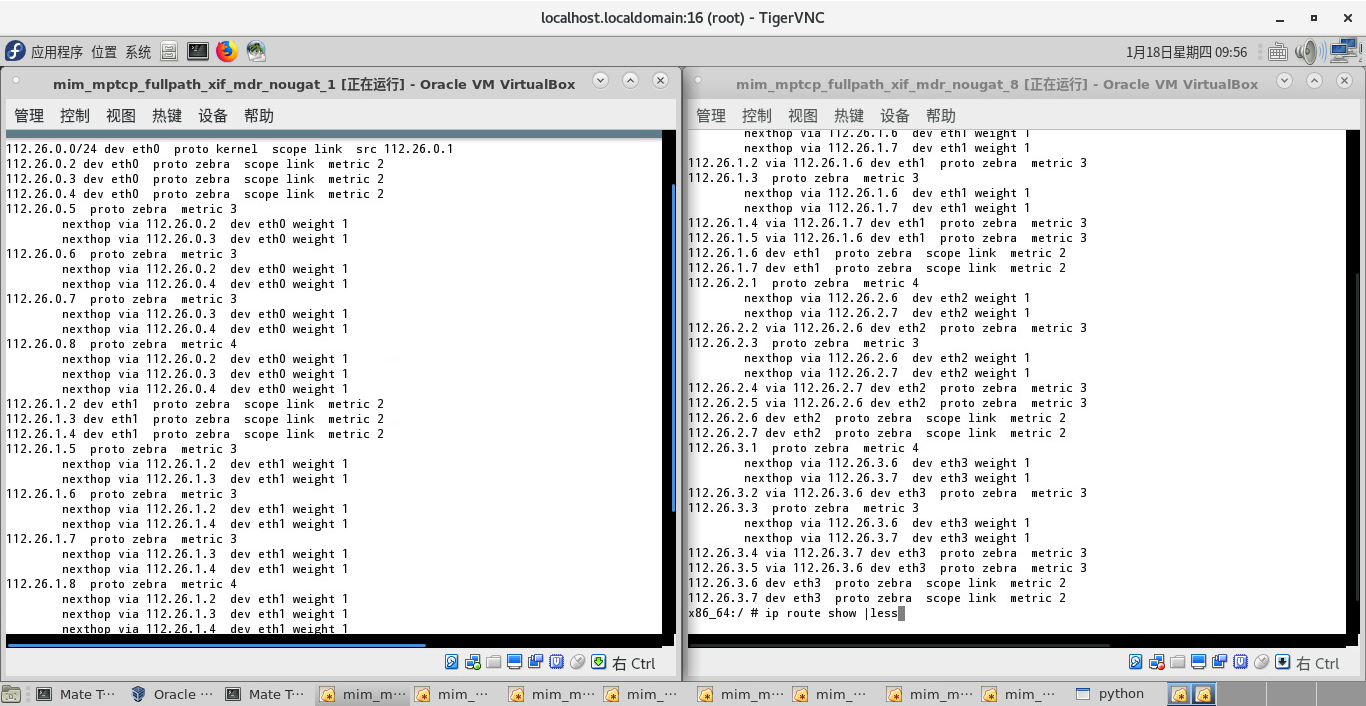 localhost.localdomain:16 (root) - TigerVNC
应用程序 位置 系统
1月18日星期四 09:56
mim_mptcp_fullpath_xif_mdr_nougat_1 [正在运行] - Oracle VM VirtualBox
管理 控制 视图 热键 设备 帮助
112.26.0.0/24 dev eth0  proto kernel  scope link  src 112.26.0.1
112.26.0.2 dev eth0  proto zebra  scope link  metric 2
112.26.0.3 dev eth0  proto zebra  scope link  metric 2
112.26.0.4 dev eth0  proto zebra  scope link  metric 2
112.26.0.5  proto zebra  metric 3
nexthop via 112.26.0.2  dev eth0 weight 1
nexthop via 112.26.0.3  dev eth0 weight 1
112.26.0.6  proto zebra  metric 3
nexthop via 112.26.0.2  dev eth0 weight 1
nexthop via 112.26.0.4  dev eth0 weight 1
112.26.0.7  proto zebra  metric 3
nexthop via 112.26.0.3  dev eth0 weight 1
nexthop via 112.26.0.4  dev eth0 weight 1
112.26.0.8  proto zebra  metric 4
nexthop via 112.26.0.2  dev eth0 weight 1
nexthop via 112.26.0.3  dev eth0 weight 1
nexthop via 112.26.0.4  dev eth0 weight 1
112.26.1.2 dev eth1  proto zebra  scope link  metric 2
112.26.1.3 dev eth1  proto zebra  scope link  metric 2
112.26.1.4 dev eth1  proto zebra  scope link  metric 2
112.26.1.5  proto zebra  metric 3
nexthop via 112.26.1.2  dev eth1 weight 1
nexthop via 112.26.1.3  dev eth1 weight 1
112.26.1.6  proto zebra  metric 3
nexthop via 112.26.1.2  dev eth1 weight 1
nexthop via 112.26.1.4  dev eth1 weight 1
112.26.1.7  proto zebra  metric 3
nexthop via 112.26.1.3  dev eth1 weight 1
nexthop via 112.26.1.4  dev eth1 weight 1
112.26.1.8  proto zebra  metric 4
nexthop via 112.26.1.2  dev eth1 weight 1
nexthop via 112.26.1.3  dev eth1 weight 1
nexthop via 112.26.1.4  dev eth1 weight 1
右 Ctrl
mim_mptcp_fullpath_xif_mdr_nougat_8 [正在运行] - Oracle VM VirtualBox
管理 控制 视图 热键 设备 帮助
nexthop via 112.26.1.6  dev eth1 weight 1
nexthop via 112.26.1.7  dev eth1 weight 1
112.26.1.2 via 112.26.1.6 dev eth1  proto zebra  metric 3
112.26.1.3  proto zebra  metric 3
nexthop via 112.26.1.6  dev eth1 weight 1
nexthop via 112.26.1.7  dev eth1 weight 1
112.26.1.4 via 112.26.1.7 dev eth1  proto zebra  metric 3
112.26.1.5 via 112.26.1.6 dev eth1  proto zebra  metric 3
112.26.1.6 dev eth1  proto zebra  scope link  metric 2
112.26.1.7 dev eth1  proto zebra  scope link  metric 2
112.26.2.1  proto zebra  metric 4
nexthop via 112.26.2.6  dev eth2 weight 1
nexthop via 112.26.2.7  dev eth2 weight 1
112.26.2.2 via 112.26.2.6 dev eth2  proto zebra  metric 3
112.26.2.3  proto zebra  metric 3
nexthop via 112.26.2.6  dev eth2 weight 1
nexthop via 112.26.2.7  dev eth2 weight 1
112.26.2.4 via 112.26.2.7 dev eth2  proto zebra  metric 3
112.26.2.5 via 112.26.2.6 dev eth2  proto zebra  metric 3
112.26.2.6 dev eth2  proto zebra  scope link  metric 2
112.26.2.7 dev eth2  proto zebra  scope link  metric 2
112.26.3.1  proto zebra  metric 4
nexthop via 112.26.3.6  dev eth3 weight 1
nexthop via 112.26.3.7  dev eth3 weight 1
112.26.3.2 via 112.26.3.6 dev eth3  proto zebra  metric 3
112.26.3.3  proto zebra  metric 3
nexthop via 112.26.3.6  dev eth3 weight 1
nexthop via 112.26.3.7  dev eth3 weight 1
112.26.3.4 via 112.26.3.7 dev eth3  proto zebra  metric 3
112.26.3.5 via 112.26.3.6 dev eth3  proto zebra  metric 3
112.26.3.6 dev eth3  proto zebra  scope link  metric 2
112.26.3.7 dev eth3  proto zebra  scope link  metric 2
x86_64:/ # ip route show |less
右 Ctrl
Mate T… Oracle … Mate T… mim_m… mim_… mim_m… mim_… mim_m… mim_… mim_m… mim_… python